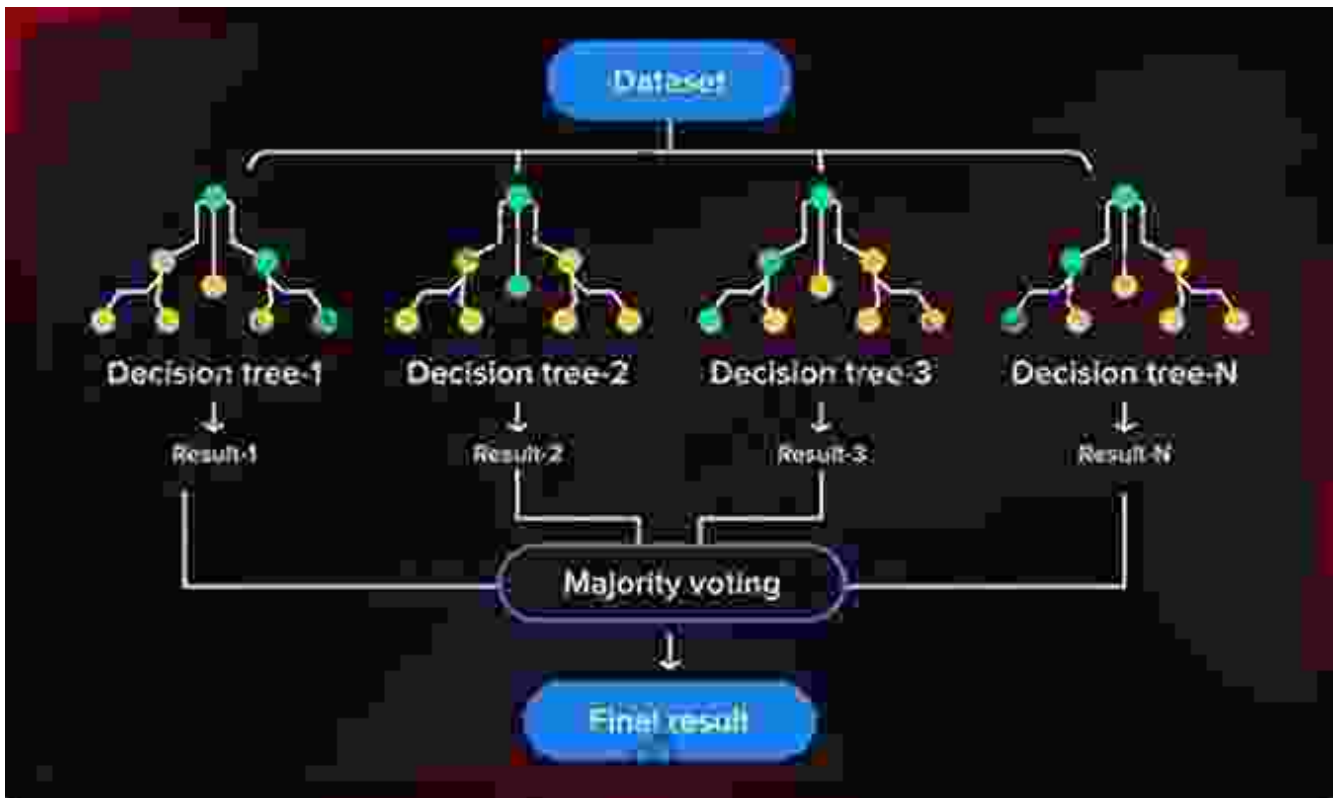 Dataset
Decision tree-1 Decision tree-2 Decision tree-3 Decision tree-N
Result-1 Result-2 Result-3 Result-N
Majority voting
Final result